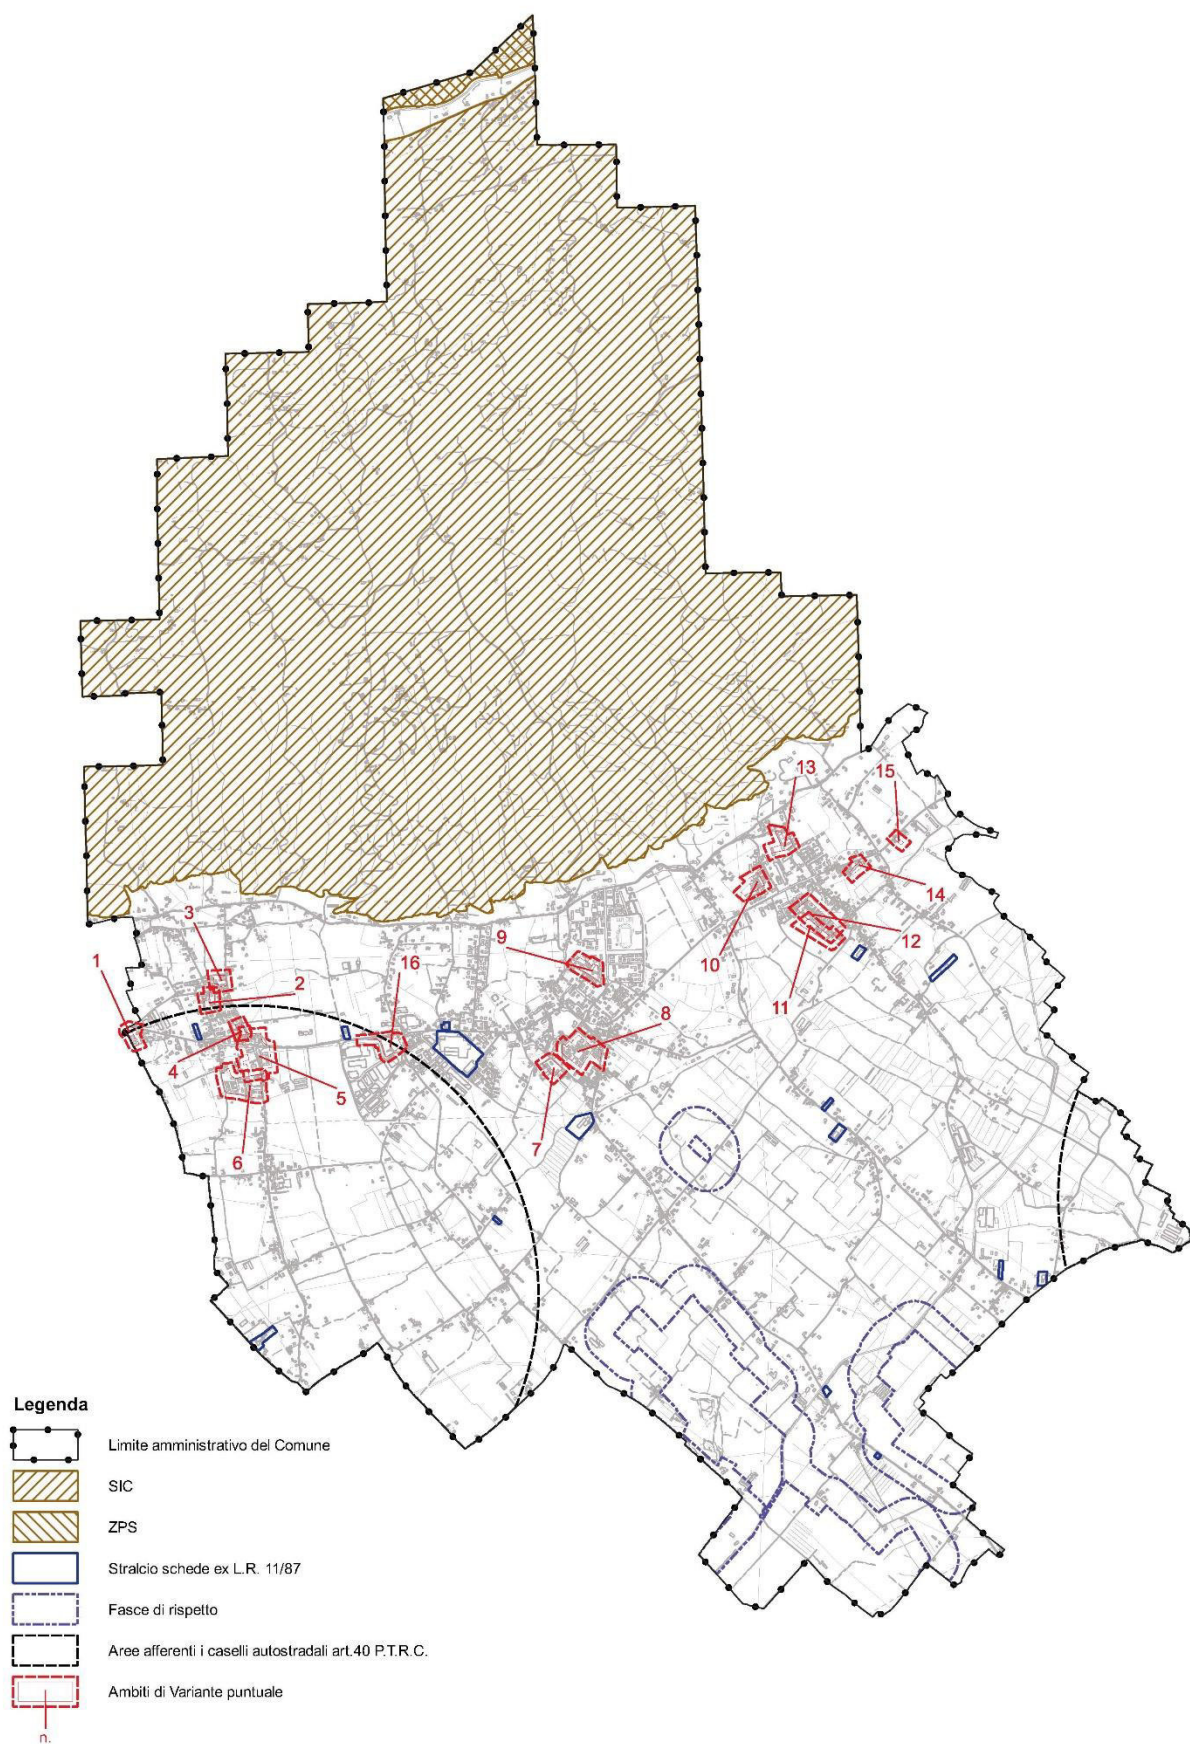 13
15
3
9
14
10
12
1
2
16
11
8
4
5
7
6
Legenda
Limite amministrativo del Comune
SIC
ZPS
Stralcio schede ex L.R. 11/87
Fasce di rispetto
Aree afferenti i caselli autostradali art.40 P.T.R.C.
Ambiti di Variante puntuale
n.